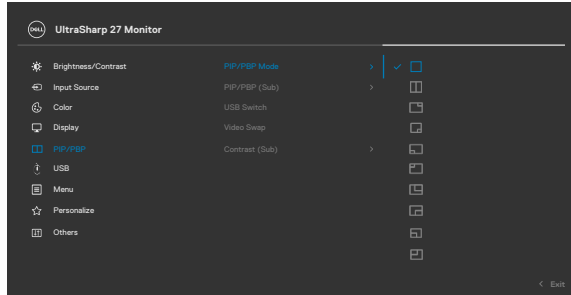 DELL UltraSharp 27 Monitor
Brightness/Contrast PIP/PBP Mode
Input Source PIP/PBP (Sub)
Color USB Switch
Display Video Swap
PIP/PBP Contrast (Sub)
USB
Menu
Personalize
Others
Exit